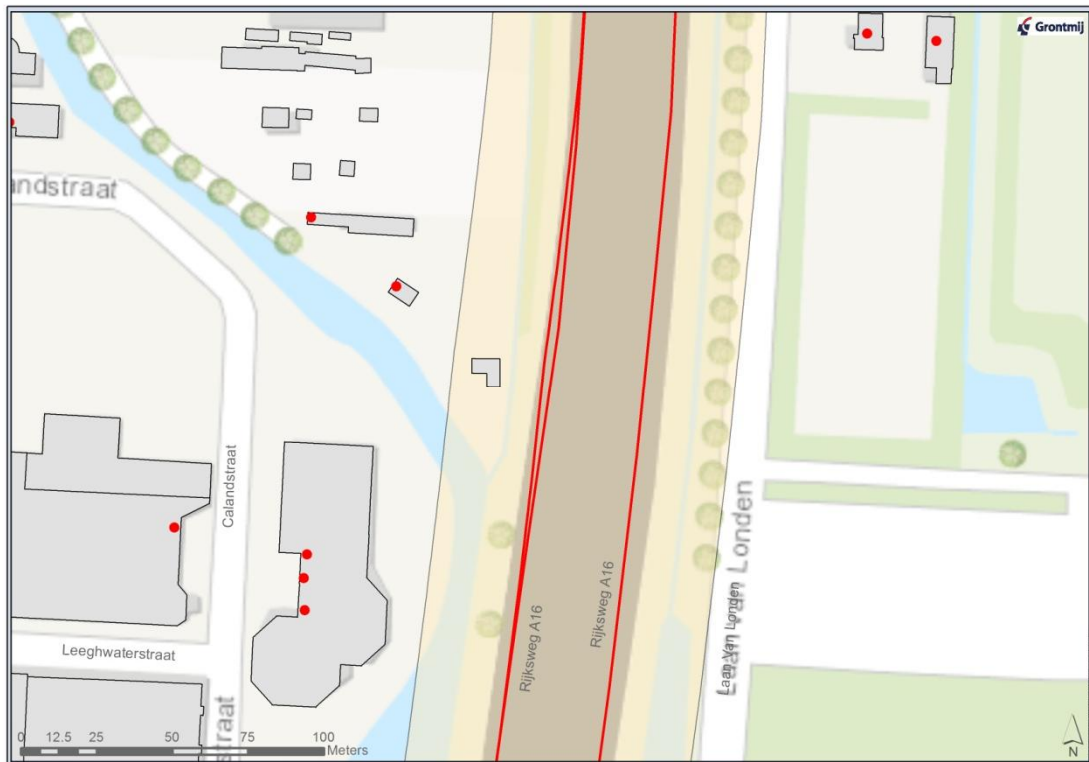 Grontmij
andstraat
Calandstraat
Leeghwaterstraat
straat
Rijksweg A16
Rijksweg A16
Laan Van Londen
Laan van Londen
0 12.5 25 50 75 100
Meters
N